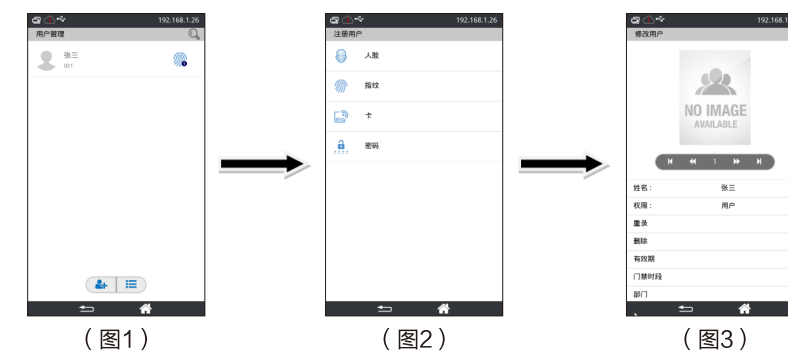 192.168.1.26
用户管理
张三
ID:1
(图1)
192.168.1.26
注册用户
人脸
指纹
卡
密码
(图2)
192.168.1
修改用户
NO IMAGE
AVAILABLE
1
姓名: 张三
权限: 用户
重录
删除
有效期
门禁时段
部门
(图3)